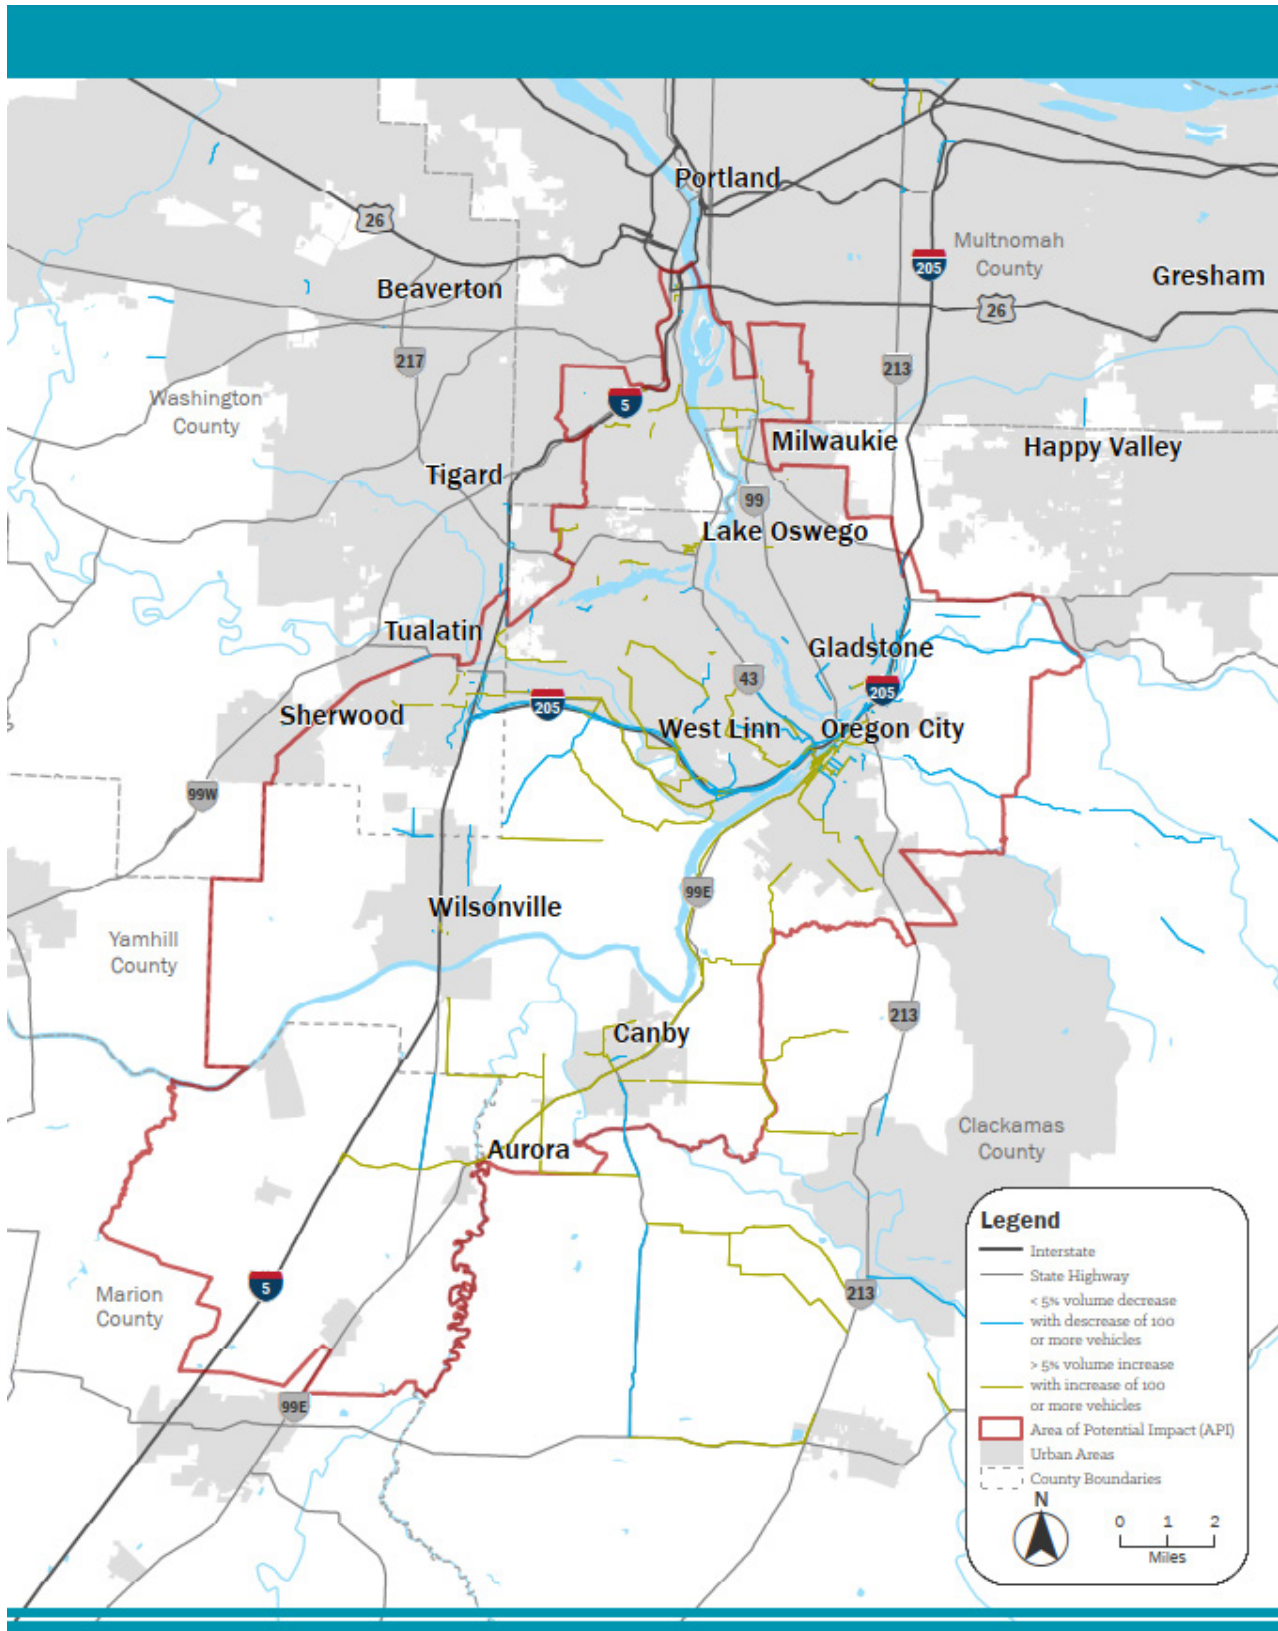 Portland
26
Multnomah
County
205
Gresham
Beaverton
26
217
213
Washington
County
5
Milwaukie
Happy Valley
Tigard
99
Lake Oswego
Tualatin
Gladstone
43
205
Sherwood
205
West Linn
Oregon City
99W
99E
Wilsonville
Yamhill
County
213
Canby
Clackamas
County
Aurora
5
213
Marion
County
99E
Legend
Interstate
State Highway
< 5% volume decrease
with descrease of 100
or more vehicles
> 5% volume increase
with increase of 100
or more vehicles
Area of Potential Impact (API)
Urban Areas
County Boundaries
N
0 1 2
Miles